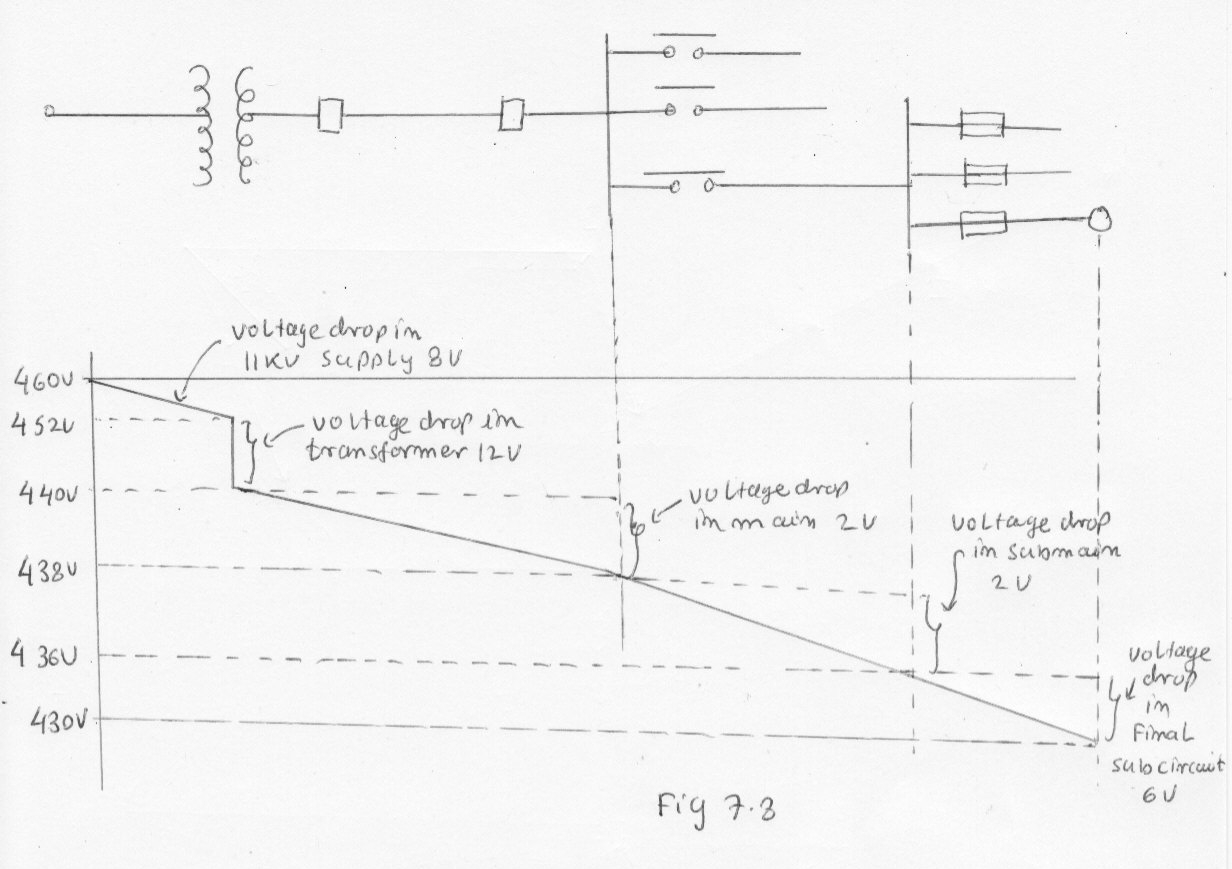 voltage drop in
11KV supply 8V
460V
452V
voltage drop in
transformer 12V
440V
voltage drop
in main 2V
voltage drop
in submain
2V
438V
436V
voltage
drop
in
Final
subcircuit
6V
430V
Fig 7.3